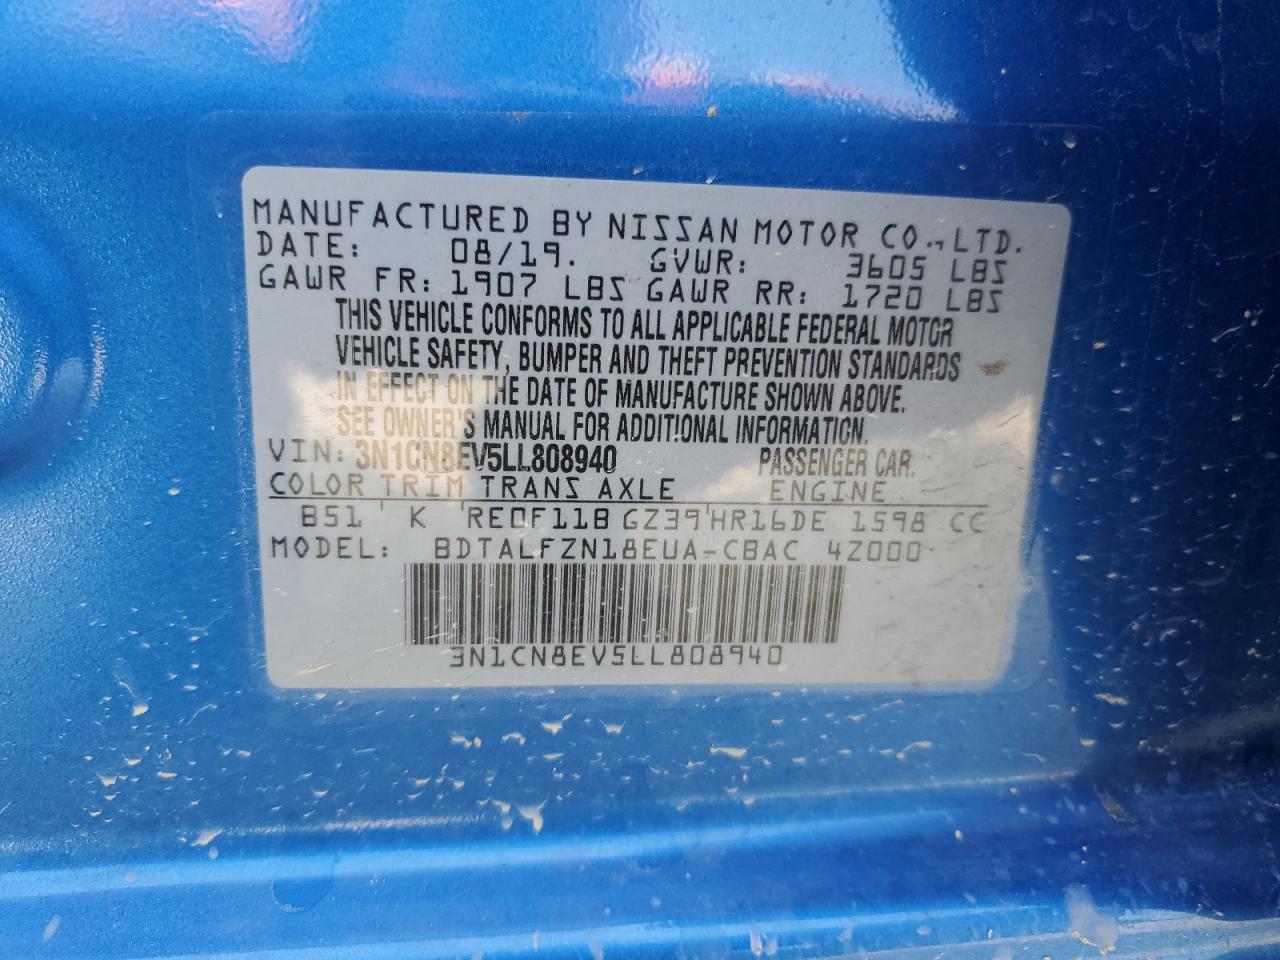 MANUFACTURED BY NISSAN MOTOR CO., LTD.
DATE: 08/19. GVWR: 3605 LBS
GAWR FR: 1907 LBS GAWR RR: 1720 LBS
THIS VEHICLE CONFORMS TO ALL APPLICABLE FEDERAL MOTOR
VEHICLE SAFETY, BUMPER AND THEFT PREVENTION STANDARDS
IN EFFECT ON THE DATE OF MANUFACTURE SHOWN ABOVE.
SEE OWNER'S MANUAL FOR ADDITIONAL INFORMATION.
VIN: 3N1CN8EV5LL808940 PASSENGER CAR.
COLOR TRIM TRANS AXLE ENGINE
B51 K RE0F11B GZ39 HR16DE 1598 CC
MODEL: BDTALFZN18EUA-CBAC 4Z000
3N1CN8EV5LL808940